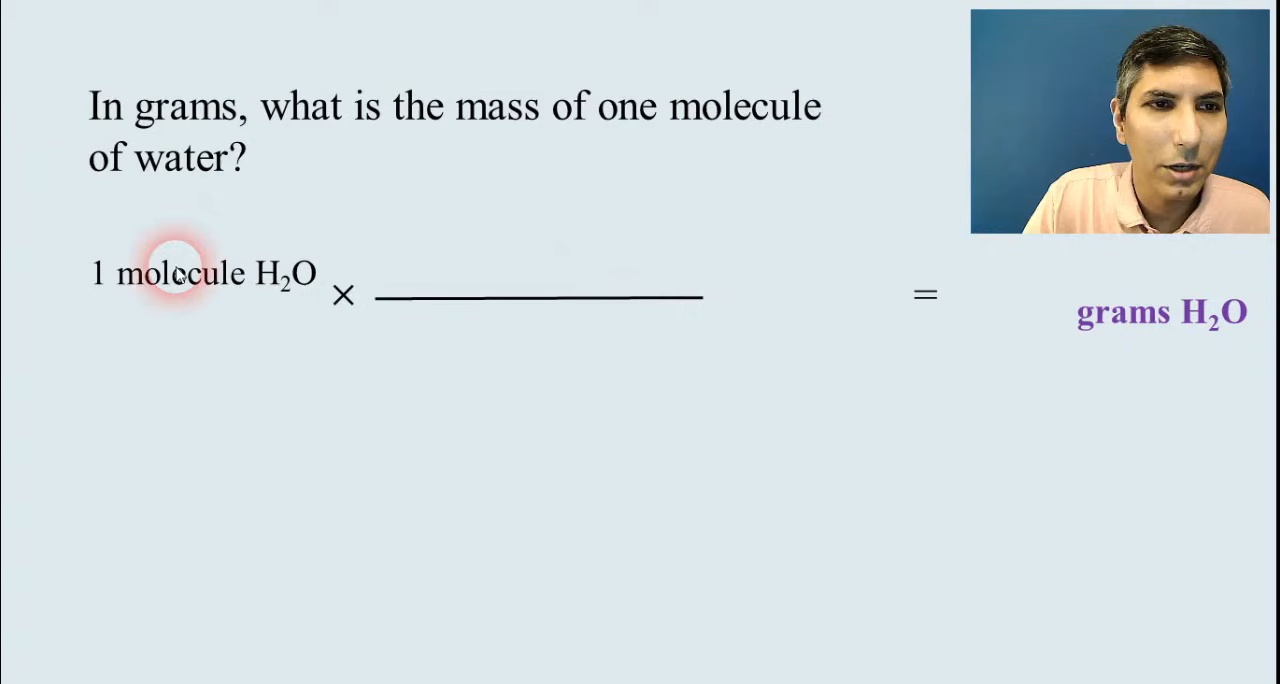 In grams, what is the mass of one molecule
of water?
1 molecule H₂O × =
grams H₂O